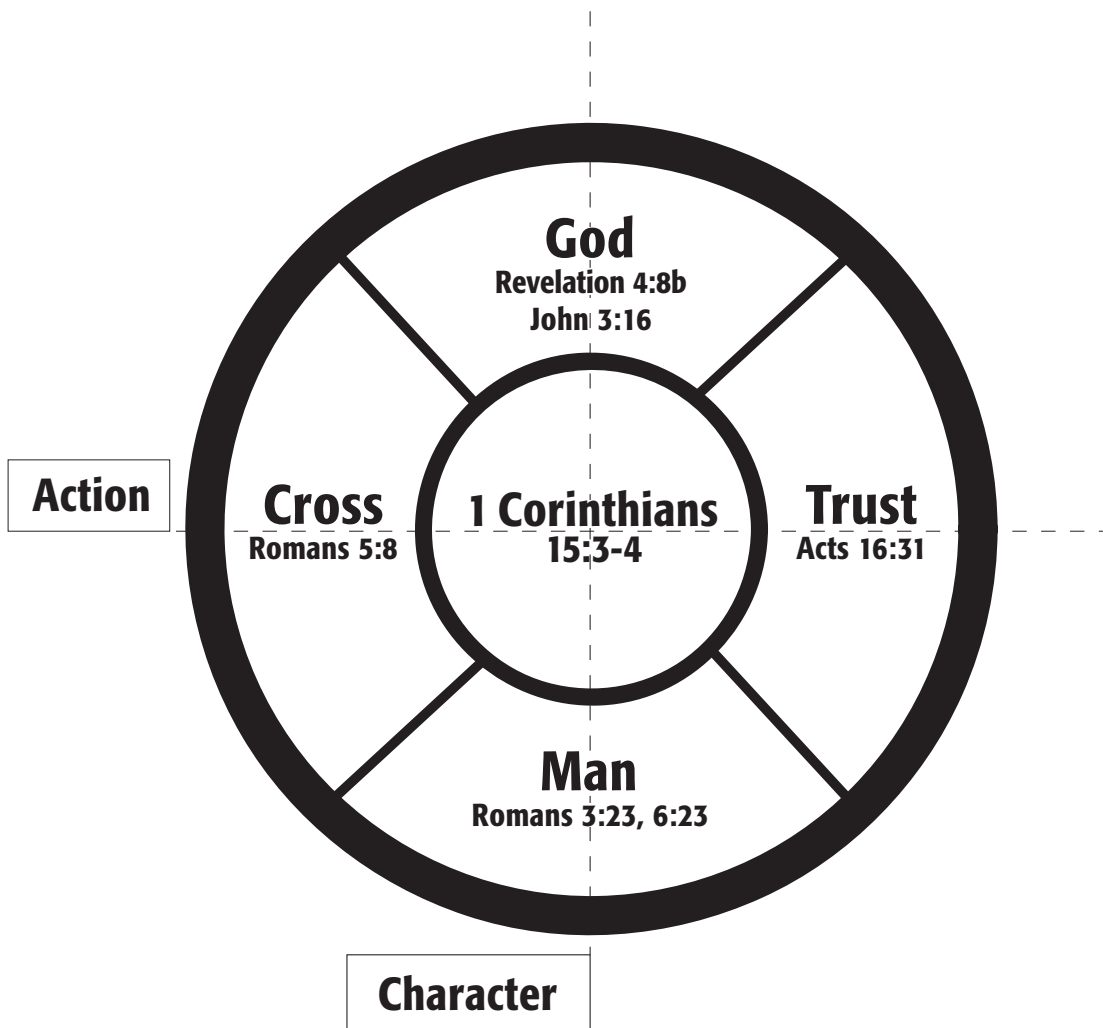 God
Revelation 4:8b
John 3:16
Action
Cross
Romans 5:8
1 Corinthians
15:3-4
Trust
Acts 16:31
Man
Romans 3:23, 6:23
Character